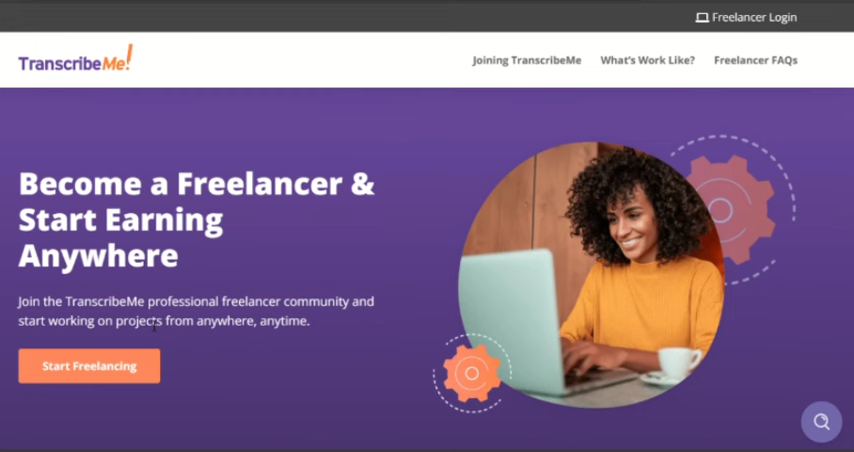 Freelancer Login
TranscribeMe!
Joining TranscribeMe What's Work Like? Freelancer FAQs
Become a Freelancer &
Start Earning
Anywhere
Join the TranscribeMe professional freelancer community and
start working on projects from anywhere, anytime.
Start Freelancing